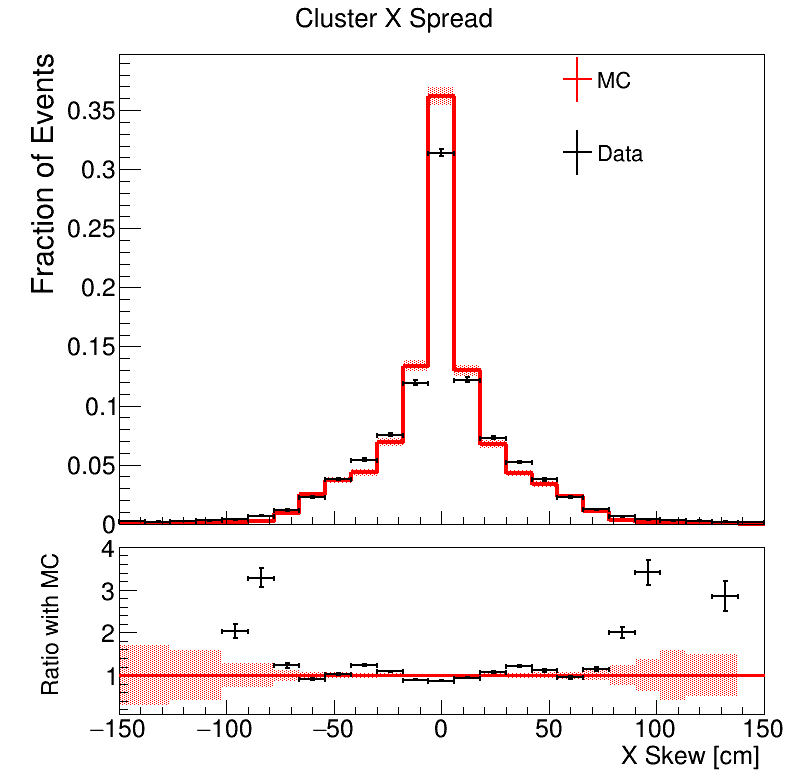 Cluster X Spread
Fraction of Events
0.35
0.3
0.25
0.2
0.15
0.1
0.05
0
MC
Data
Ratio with MC
4
3
2
1
−150 −100 −50 0 50 100 150
X Skew [cm]